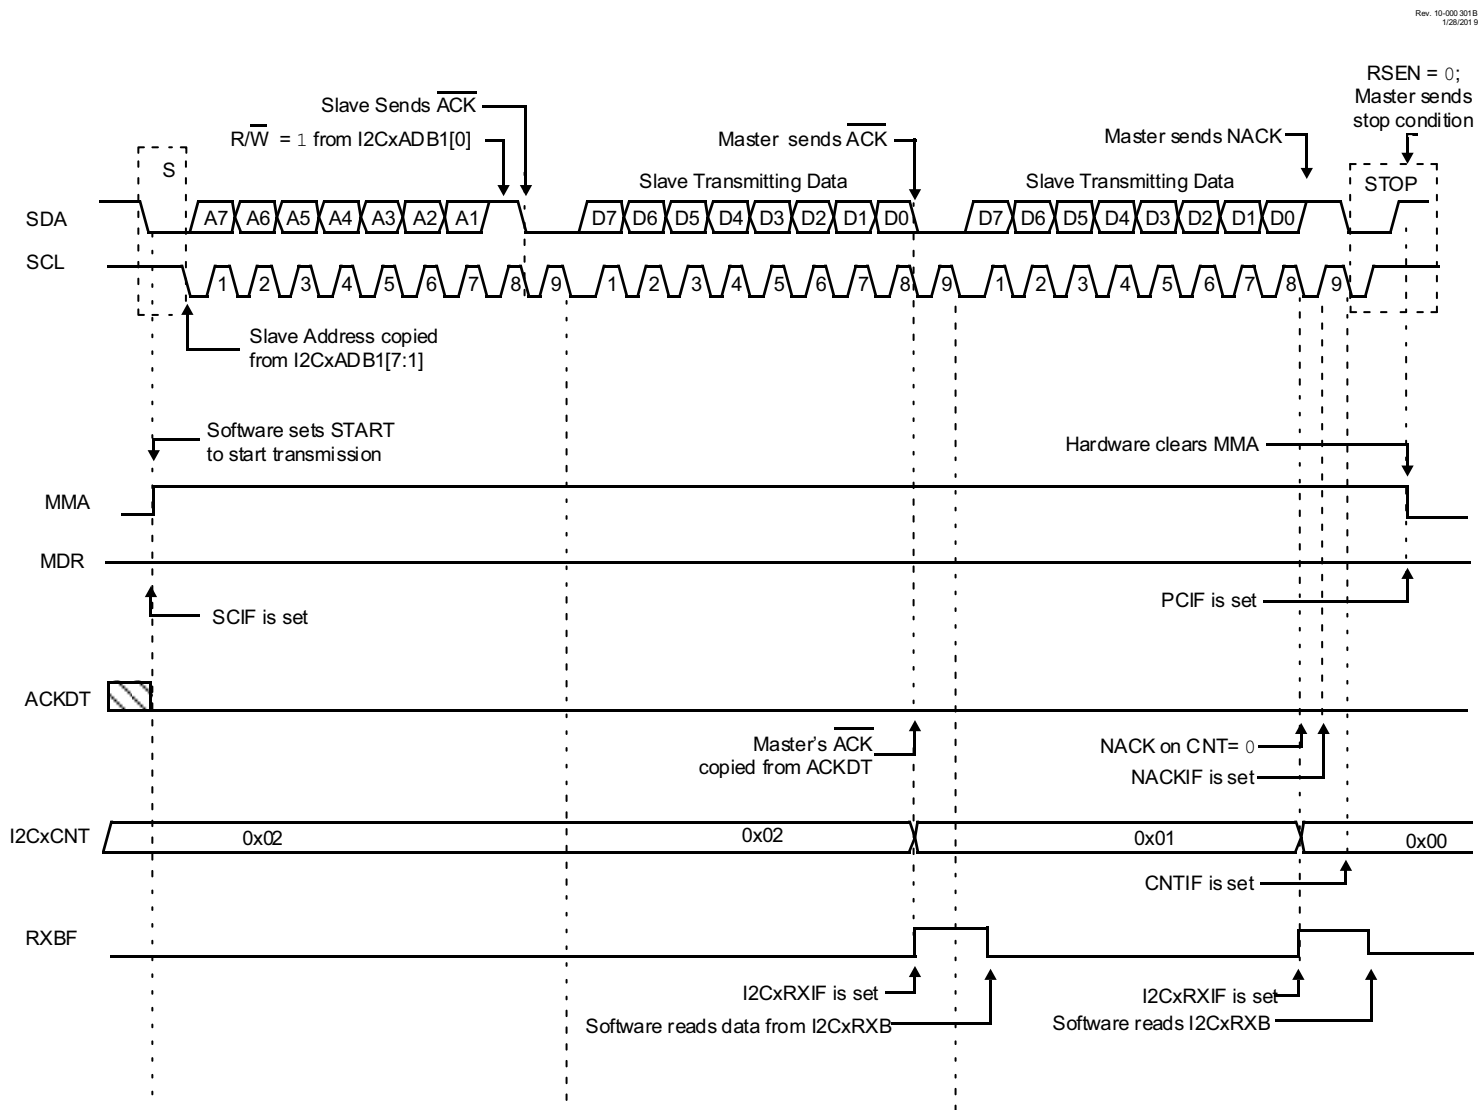 Rev. 10-000 301B
1/28/2019
RSEN = 0;
Master sends
stop condition
Slave Sends ACK
R/W = 1 from I2CxADB1[0]
Master sends ACK
Master sends NACK
S
Slave Transmitting Data
Slave Transmitting Data
STOP
SDA
A7 A6 A5 A4 A3 A2 A1
D7 D6 D5 D4 D3 D2 D1 D0
D7 D6 D5 D4 D3 D2 D1 D0
SCL
1 2 3 4 5 6 7 8 9
1 2 3 4 5 6 7 8 9
1 2 3 4 5 6 7 8 9
Slave Address copied
from I2CxADB1[7:1]
Software sets START
to start transmission
Hardware clears MMA
MMA
MDR
SCIF is set
PCIF is set
ACKDT
Master's ACK
copied from ACKDT
NACK on CNT= 0
NACKIF is set
I2CxCNT
0x02
0x02
0x01
0x00
CNTIF is set
RXBF
I2CxRXIF is set
Software reads data from I2CxRXB
I2CxRXIF is set
Software reads I2CxRXB